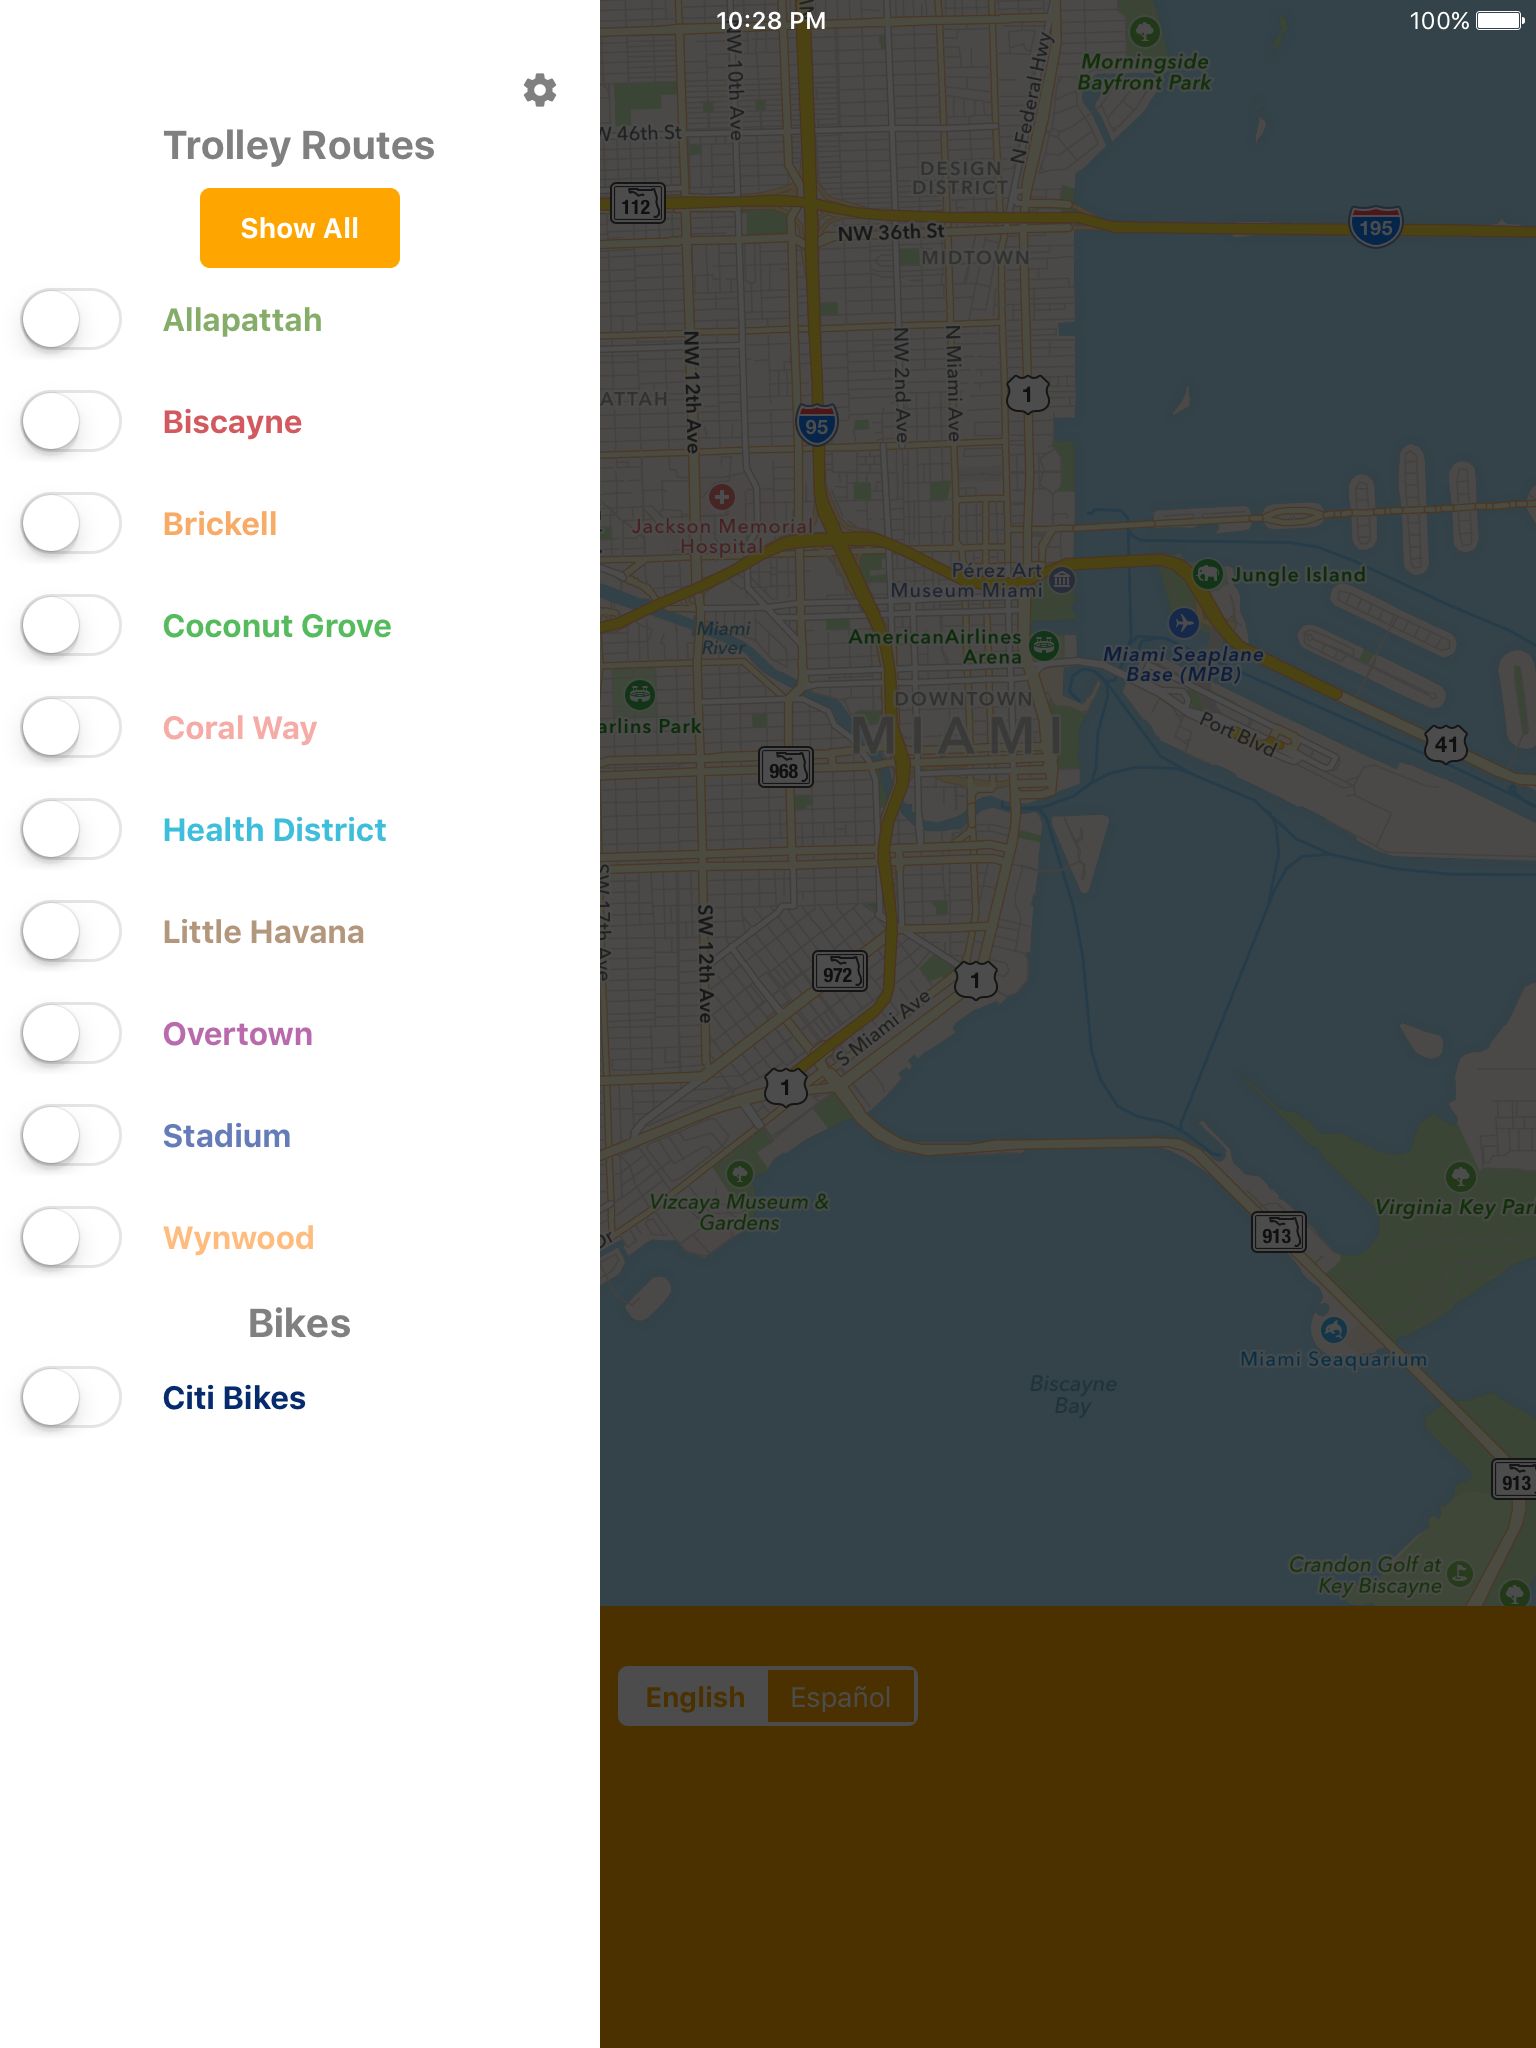 10:28 PM
100%
Trolley Routes
Show All
Allapattah
Biscayne
Brickell
Coconut Grove
Coral Way
Health District
Little Havana
Overtown
Stadium
Wynwood
Bikes
Citi Bikes
Morningside
Bayfront Park
NW 10th Ave
N Federal Hwy
W 46th St
DESIGN
DISTRICT
112
195
NW 36th St
MIDTOWN
NW 12th Ave
NW 2nd Ave
N Miami Ave
ATTAH
1
95
Jackson Memorial
Hospital
Pérez Art
Museum Miami
Jungle Island
Miami
River
AmericanAirlines
Arena
Miami Seaplane
Base (MPB)
DOWNTOWN
MIAMI
arlins Park
Port Blvd
41
968
SW 17th Ave
SW 12th Ave
972
1
S Miami Ave
1
Vizcaya Museum &
Gardens
Virginia Key Par
913
Dr
Miami Seaquarium
Biscayne
Bay
913
Crandon Golf at
Key Biscayne
English
Español